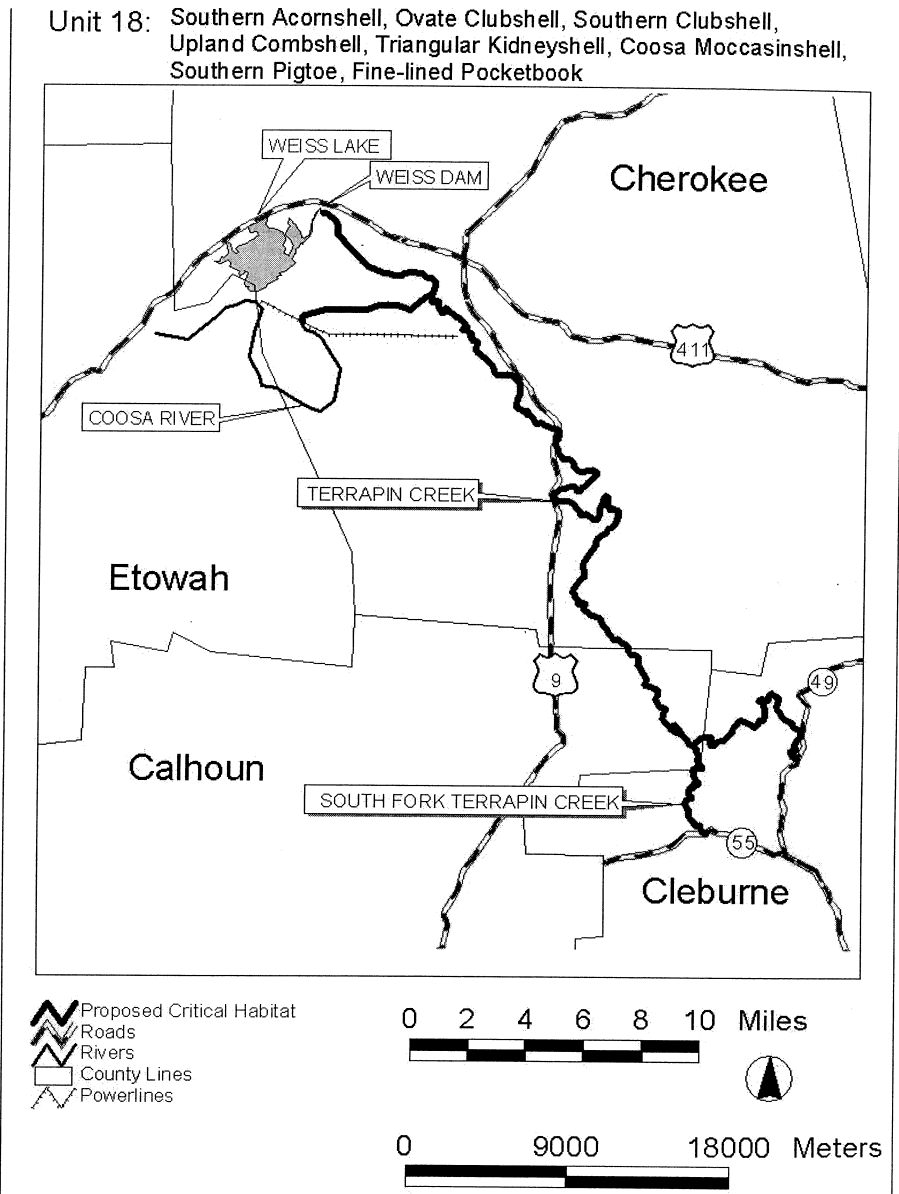 Unit 18: Southern Acornshell, Ovate Clubshell, Southern Clubshell,
Upland Combshell, Triangular Kidneyshell, Coosa Moccasinshell,
Southern Pigtoe, Fine-lined Pocketbook
WEISS LAKE
WEISS DAM
Cherokee
411
COOSA RIVER
TERRAPIN CREEK
Etowah
9
49
Calhoun
SOUTH FORK TERRAPIN CREEK
55
Cleburne
Proposed Critical Habitat
Roads
Rivers
County Lines
Powerlines
0 2 4 6 8 10 Miles
0 9000 18000 Meters